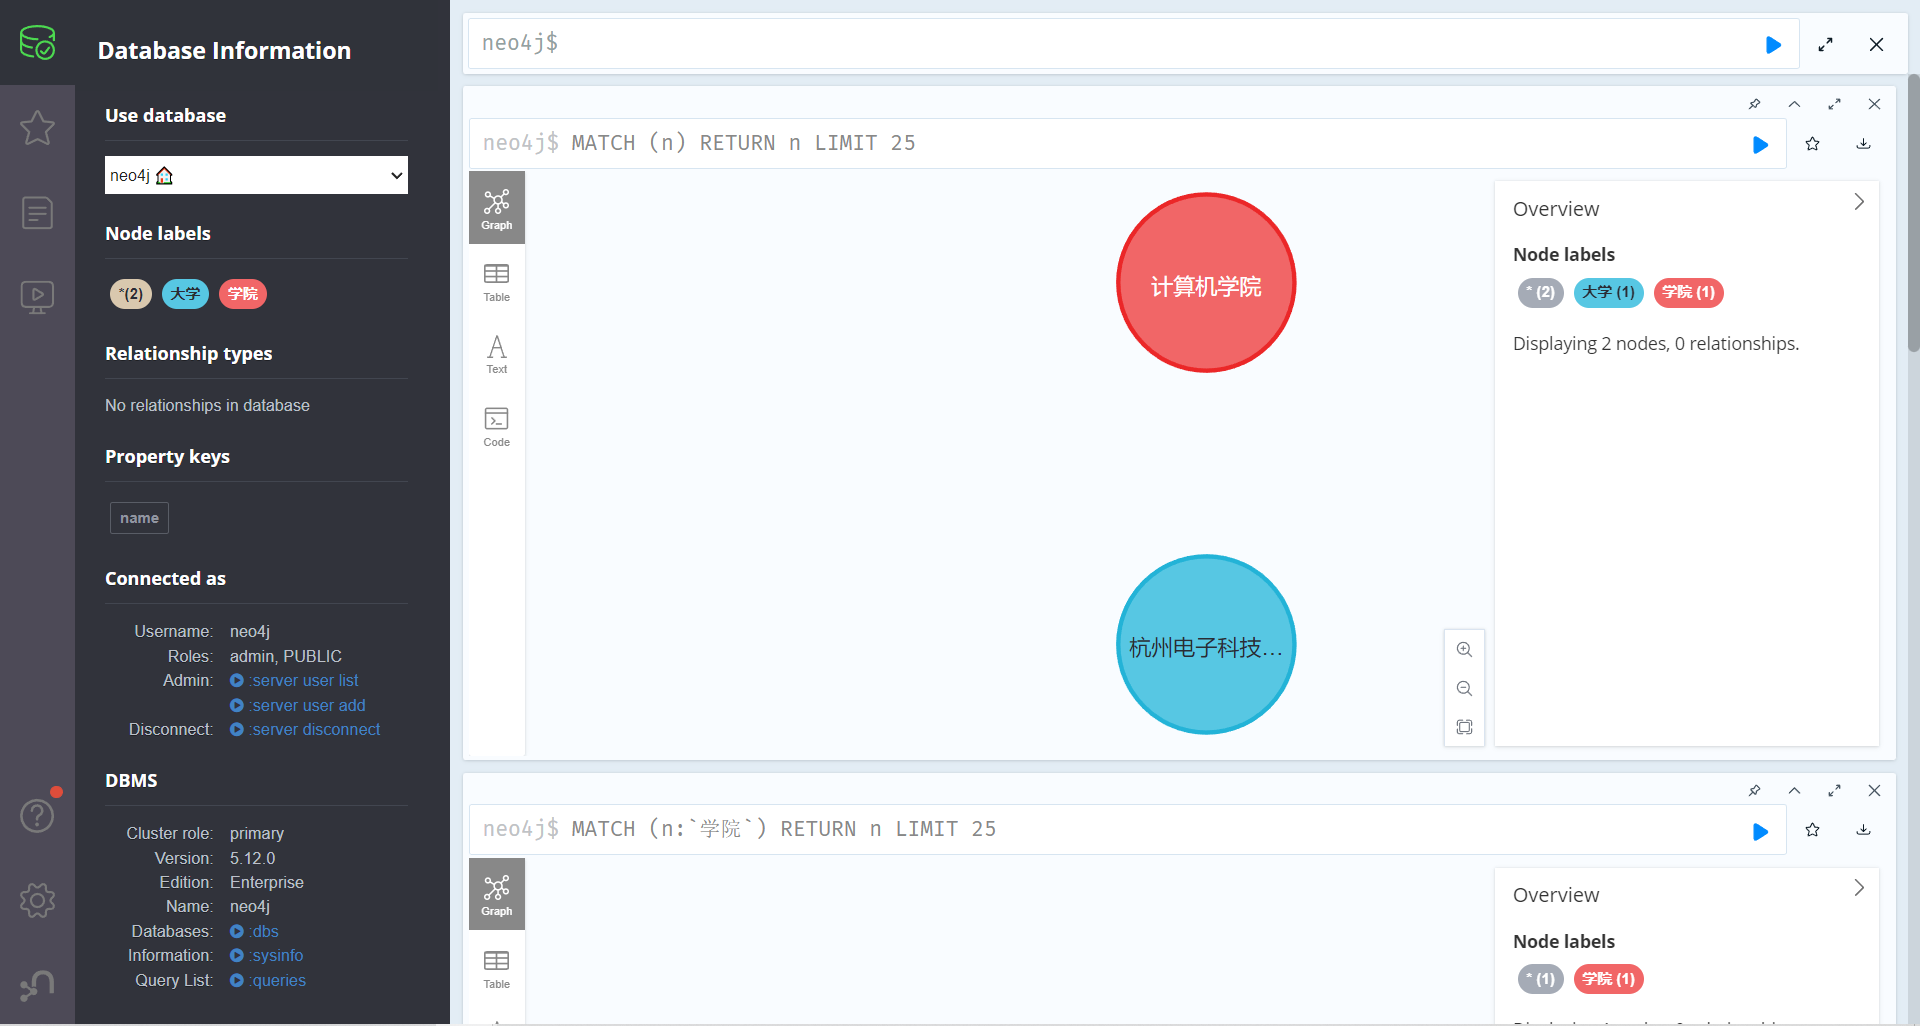 Database Information
Use database
neo4j
Node labels
*(2) 大学 学院
Relationship types
No relationships in database
Property keys
name
Connected as
Username: neo4j
Roles: admin, PUBLIC
Admin: :server user list
:server user add
Disconnect: :server disconnect
DBMS
Cluster role: primary
Version: 5.12.0
Edition: Enterprise
Name: neo4j
Databases: :dbs
Information: :sysinfo
Query List: :queries
neo4j$
neo4j$ MATCH (n) RETURN n LIMIT 25
Graph
Table
Text
Code
计算机学院
杭州电子科技...
Overview
Node labels
* (2) 大学 (1) 学院 (1)
Displaying 2 nodes, 0 relationships.
neo4j$ MATCH (n:`学院`) RETURN n LIMIT 25
Graph
Table
Overview
Node labels
* (1) 学院 (1)